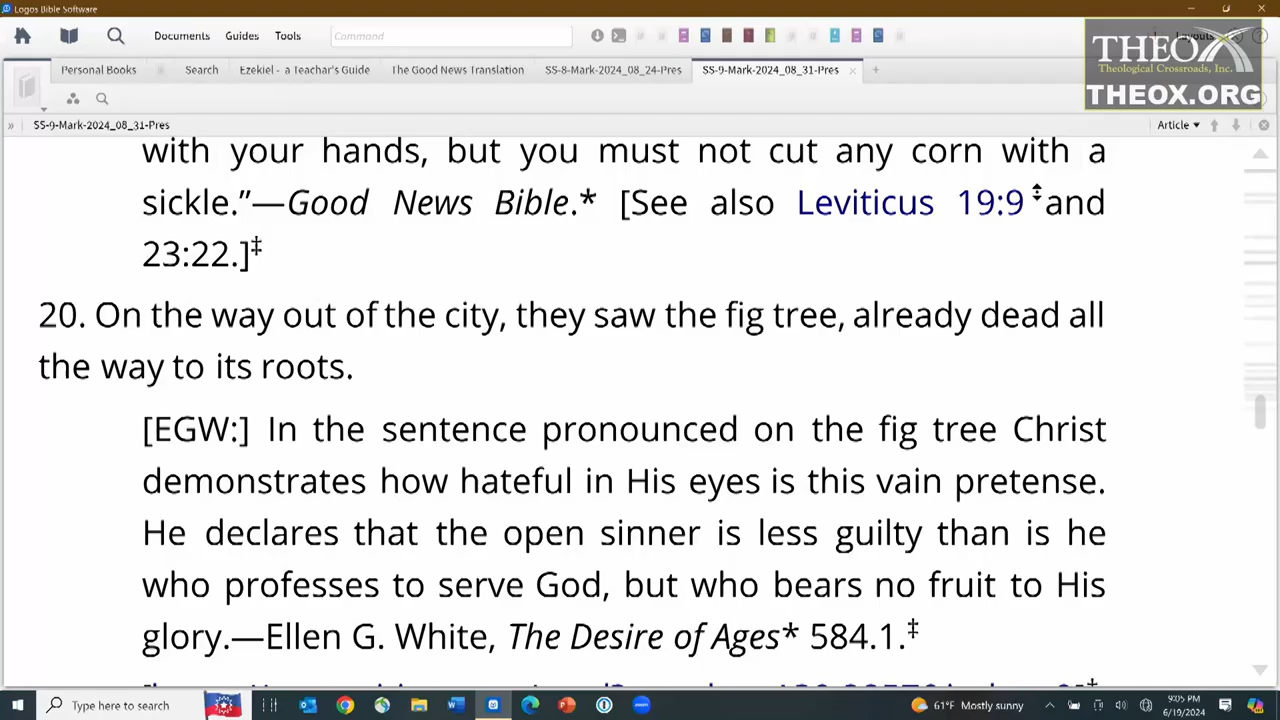 Logos Bible Software
Documents Guides Tools Command
THEOX
Theological Crossroads, Inc.
THEOX.ORG
Personal Books Search Ezekiel - a Teacher's Guide SS-8-Mark-2024_08_24-Pres SS-9-Mark-2024_08_31-Pres
SS-9-Mark-2024_08_31-Pres Article
with your hands, but you must not cut any corn with a
sickle.”—Good News Bible.* [See also Leviticus 19:9 and
23:22.]‡
20. On the way out of the city, they saw the fig tree, already dead all
the way to its roots.
[EGW:] In the sentence pronounced on the fig tree Christ
demonstrates how hateful in His eyes is this vain pretense.
He declares that the open sinner is less guilty than is he
who professes to serve God, but who bears no fruit to His
glory.—Ellen G. White, The Desire of Ages* 584.1.‡
Type here to search 61°F Mostly sunny 9:05 PM
6/19/2024